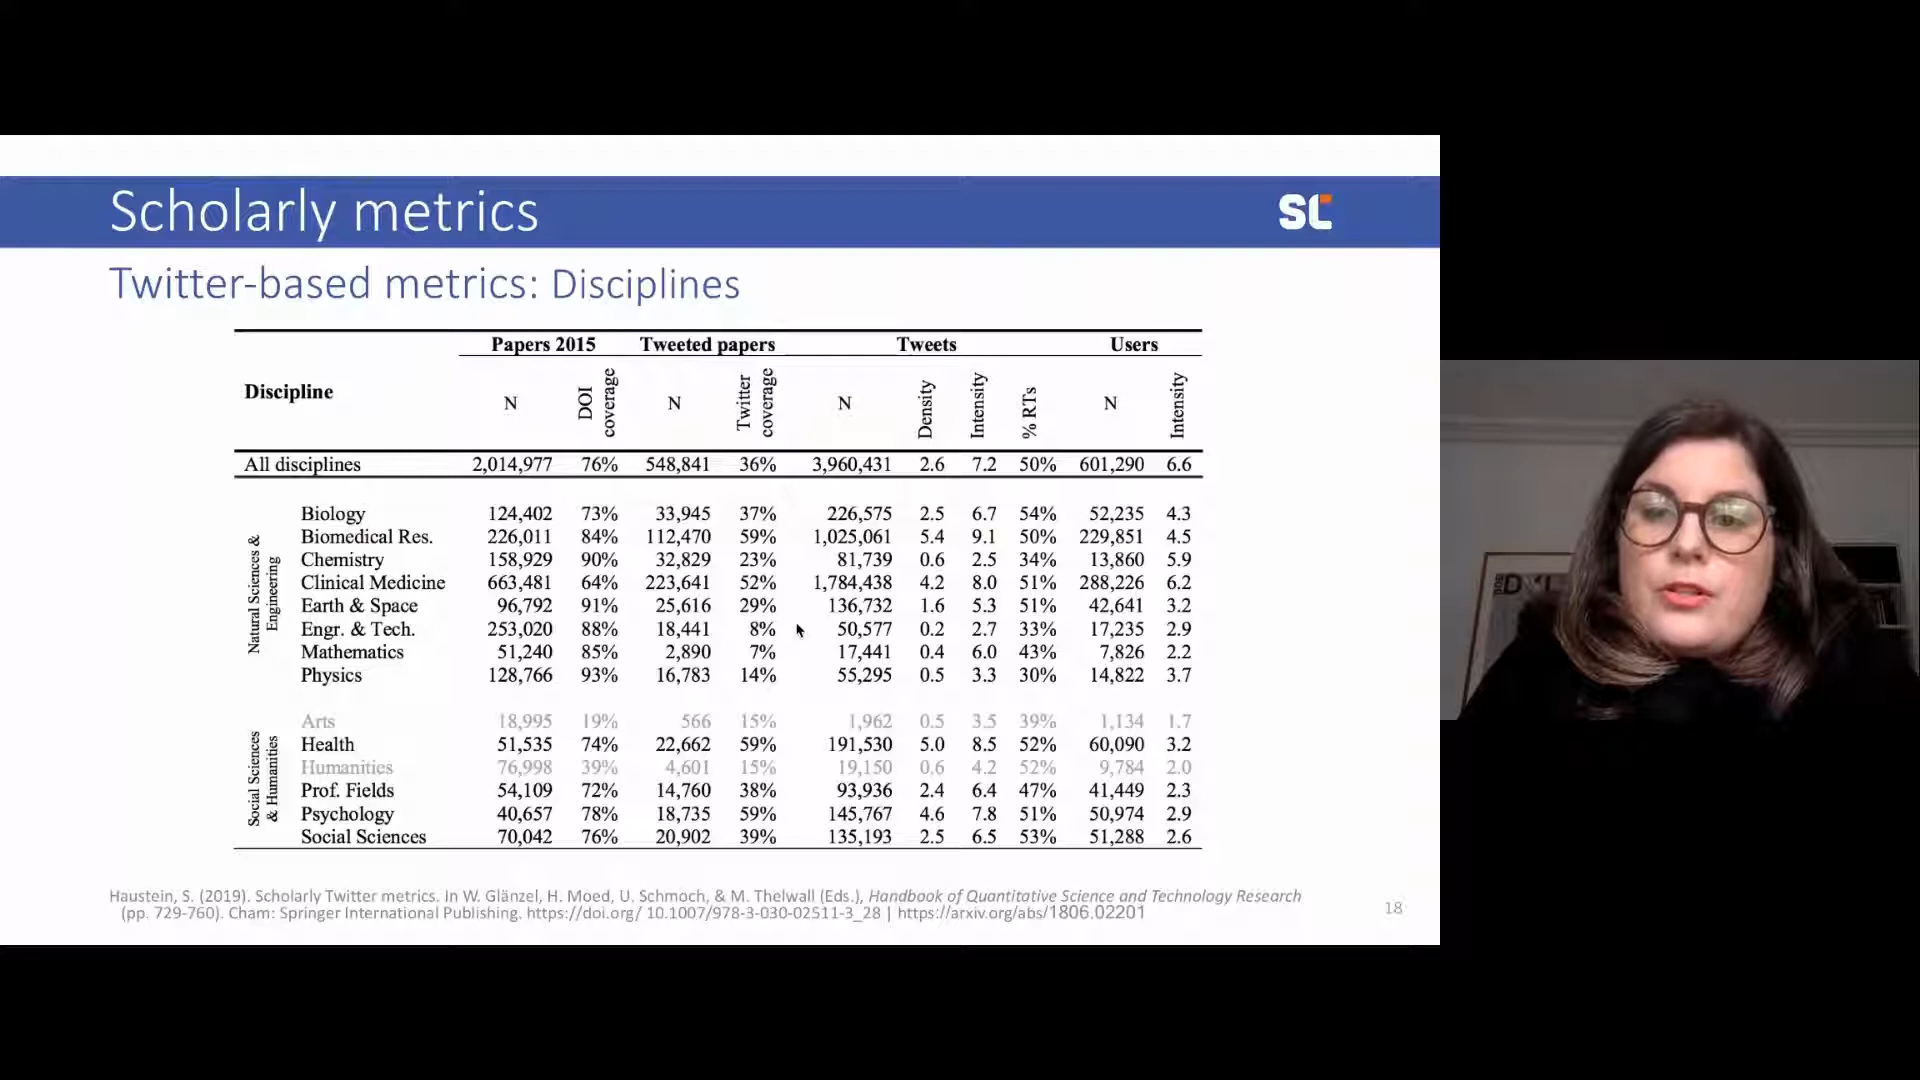 Scholarly metrics
SC
Twitter-based metrics: Disciplines
Papers 2015 Tweeted papers Tweets Users
Discipline N DOI coverage N Twitter coverage N Density Intensity % RTs N Intensity
All disciplines 2,014,977 76% 548,841 36% 3,960,431 2.6 7.2 50% 601,290 6.6
Natural Sciences & Engineering
Biology 124,402 73% 33,945 37% 226,575 2.5 6.7 54% 52,235 4.3
Biomedical Res. 226,011 84% 112,470 59% 1,025,061 5.4 9.1 50% 229,851 4.5
Chemistry 158,929 90% 32,829 23% 81,739 0.6 2.5 34% 13,860 5.9
Clinical Medicine 663,481 64% 223,641 52% 1,784,438 4.2 8.0 51% 288,226 6.2
Earth & Space 96,792 91% 25,616 29% 136,732 1.6 5.3 51% 42,641 3.2
Engr. & Tech. 253,020 88% 18,441 8% 50,577 0.2 2.7 33% 17,235 2.9
Mathematics 51,240 85% 2,890 7% 17,441 0.4 6.0 43% 7,826 2.2
Physics 128,766 93% 16,783 14% 55,295 0.5 3.3 30% 14,822 3.7
Social Sciences & Humanities
Arts 18,995 19% 566 15% 1,962 0.5 3.5 39% 1,134 1.7
Health 51,535 74% 22,662 59% 191,530 5.0 8.5 52% 60,090 3.2
Humanities 76,998 39% 4,601 15% 19,150 0.6 4.2 52% 9,784 2.0
Prof. Fields 54,109 72% 14,760 38% 93,936 2.4 6.4 47% 41,449 2.3
Psychology 40,657 78% 18,735 59% 145,767 4.6 7.8 51% 50,974 2.9
Social Sciences 70,042 76% 20,902 39% 135,193 2.5 6.5 53% 51,288 2.6
Haustein, S. (2019). Scholarly Twitter metrics. In W. Glänzel, H. Moed, U. Schmoch, & M. Thelwall (Eds.), Handbook of Quantitative Science and Technology Research
(pp. 729-760). Cham: Springer International Publishing. https://doi.org/ 10.1007/978-3-030-02511-3_28 | https://arxiv.org/abs/1806.02201
18